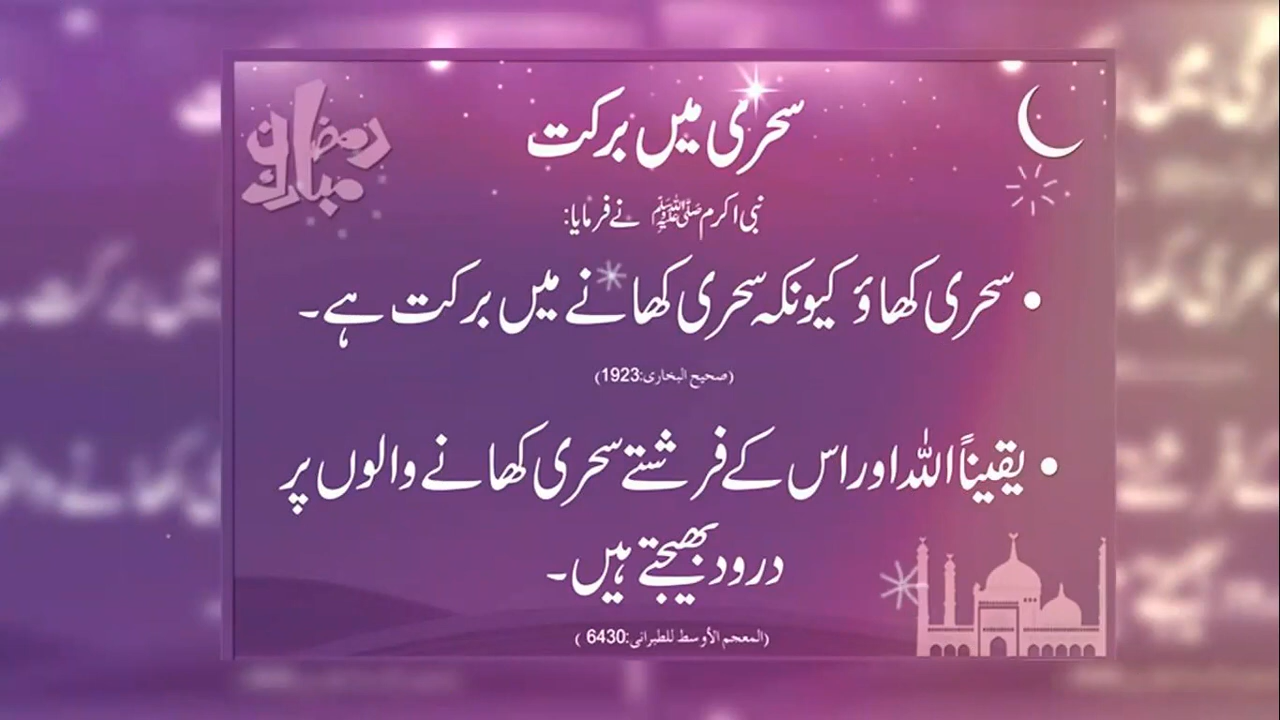 رمضان
مبارک
سحری میں برکت
نبی اکرم ﷺ نے فرمایا:
• سحری کھاؤ کیونکہ سحری کھانے میں برکت ہے۔
(صحیح البخاری:1923)
• یقیناً اللہ اور اس کے فرشتے سحری کھانے والوں پر
درود بھیجتے ہیں۔
(المعجم الأوسط للطبرانی:6430 )